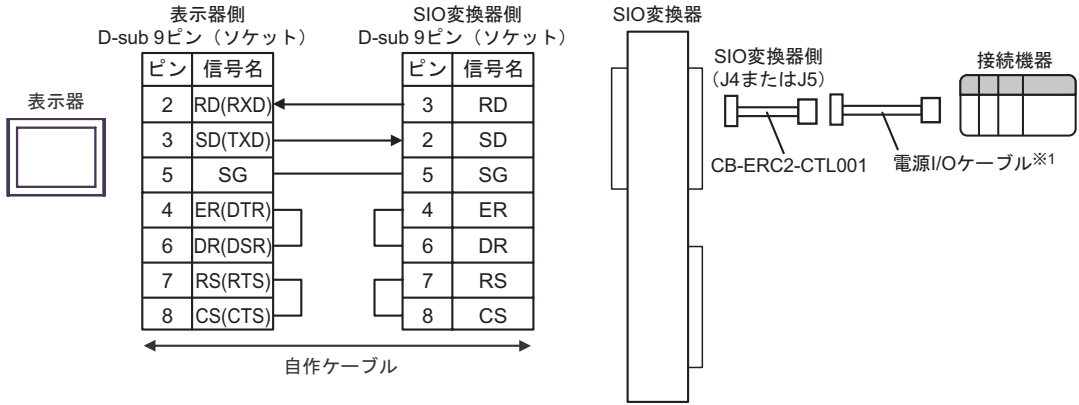 表示器側
D-sub 9ピン（ソケット）
SIO変換器側
D-sub 9ピン（ソケット）
SIO変換器
表示器
ピン 信号名
2 RD(RXD)
3 SD(TXD)
5 SG
4 ER(DTR)
6 DR(DSR)
7 RS(RTS)
8 CS(CTS)
ピン 信号名
3 RD
2 SD
5 SG
4 ER
6 DR
7 RS
8 CS
自作ケーブル
SIO変換器側
（J4またはJ5）
接続機器
CB-ERC2-CTL001
電源I/Oケーブル※1